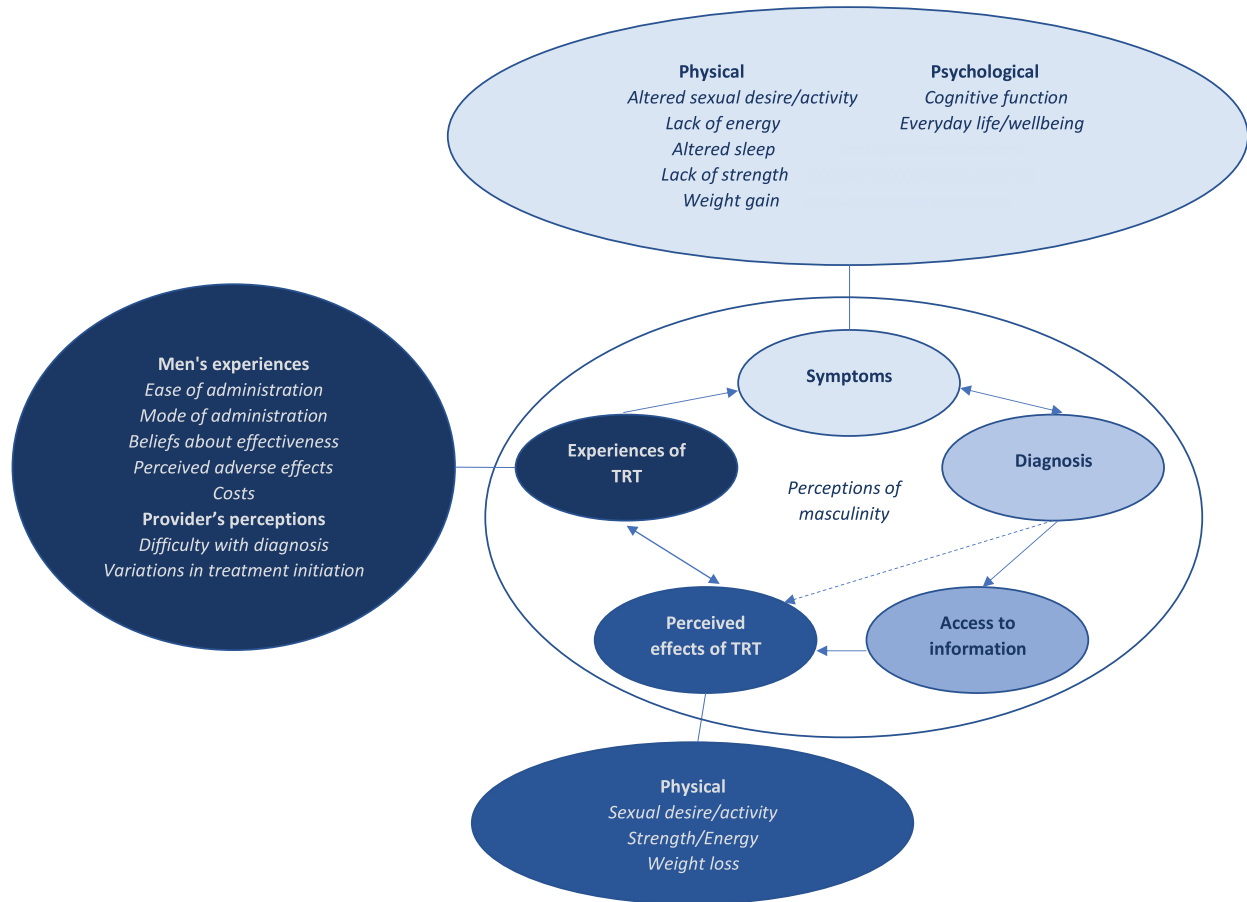 Physical
Altered sexual desire/activity
Lack of energy
Altered sleep
Lack of strength
Weight gain
Psychological
Cognitive function
Everyday life/wellbeing
Men's experiences
Ease of administration
Mode of administration
Beliefs about effectiveness
Perceived adverse effects
Costs
Provider’s perceptions
Difficulty with diagnosis
Variations in treatment initiation
Symptoms
Experiences of
TRT
Diagnosis
Perceptions of
masculinity
Perceived
effects of TRT
Access to
information
Physical
Sexual desire/activity
Strength/Energy
Weight loss